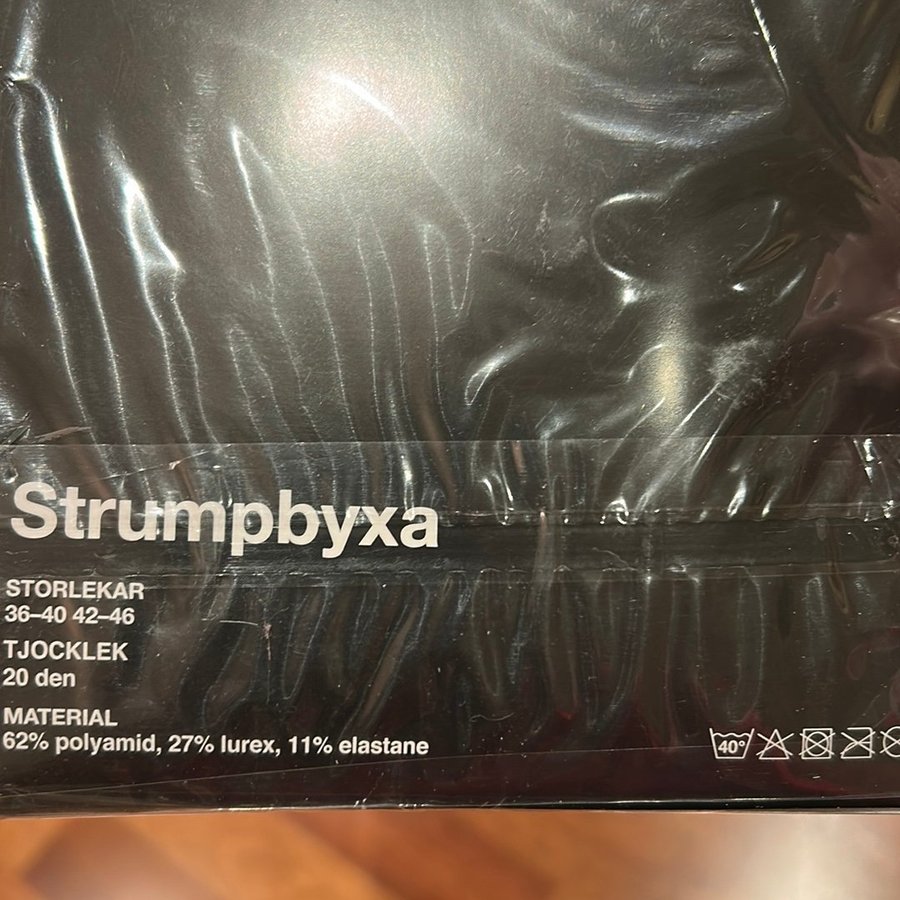 Strumpbyxa
STORLEKAR
36–40 42–46
TJOCKLEK
20 den
MATERIAL
62% polyamid, 27% lurex, 11% elastane
40°